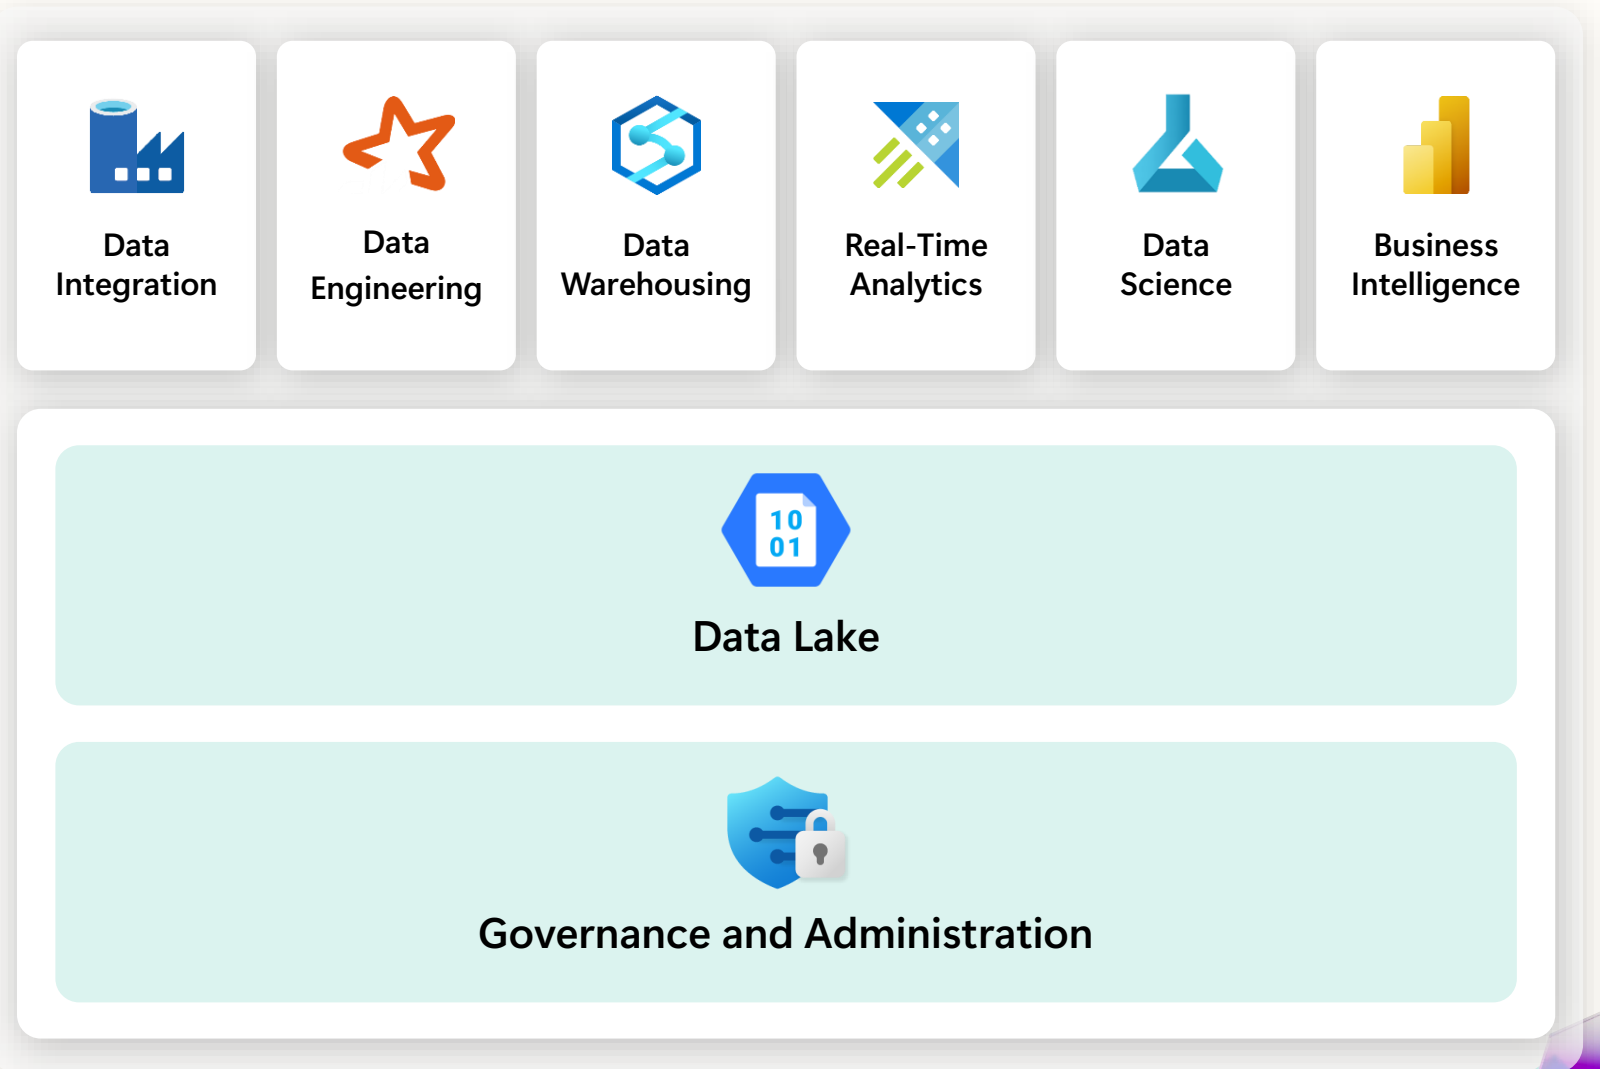 Data
Integration
Data
Engineering
Data
Warehousing
Real-Time
Analytics
Data
Science
Business
Intelligence
10
01
Data Lake
Governance and Administration